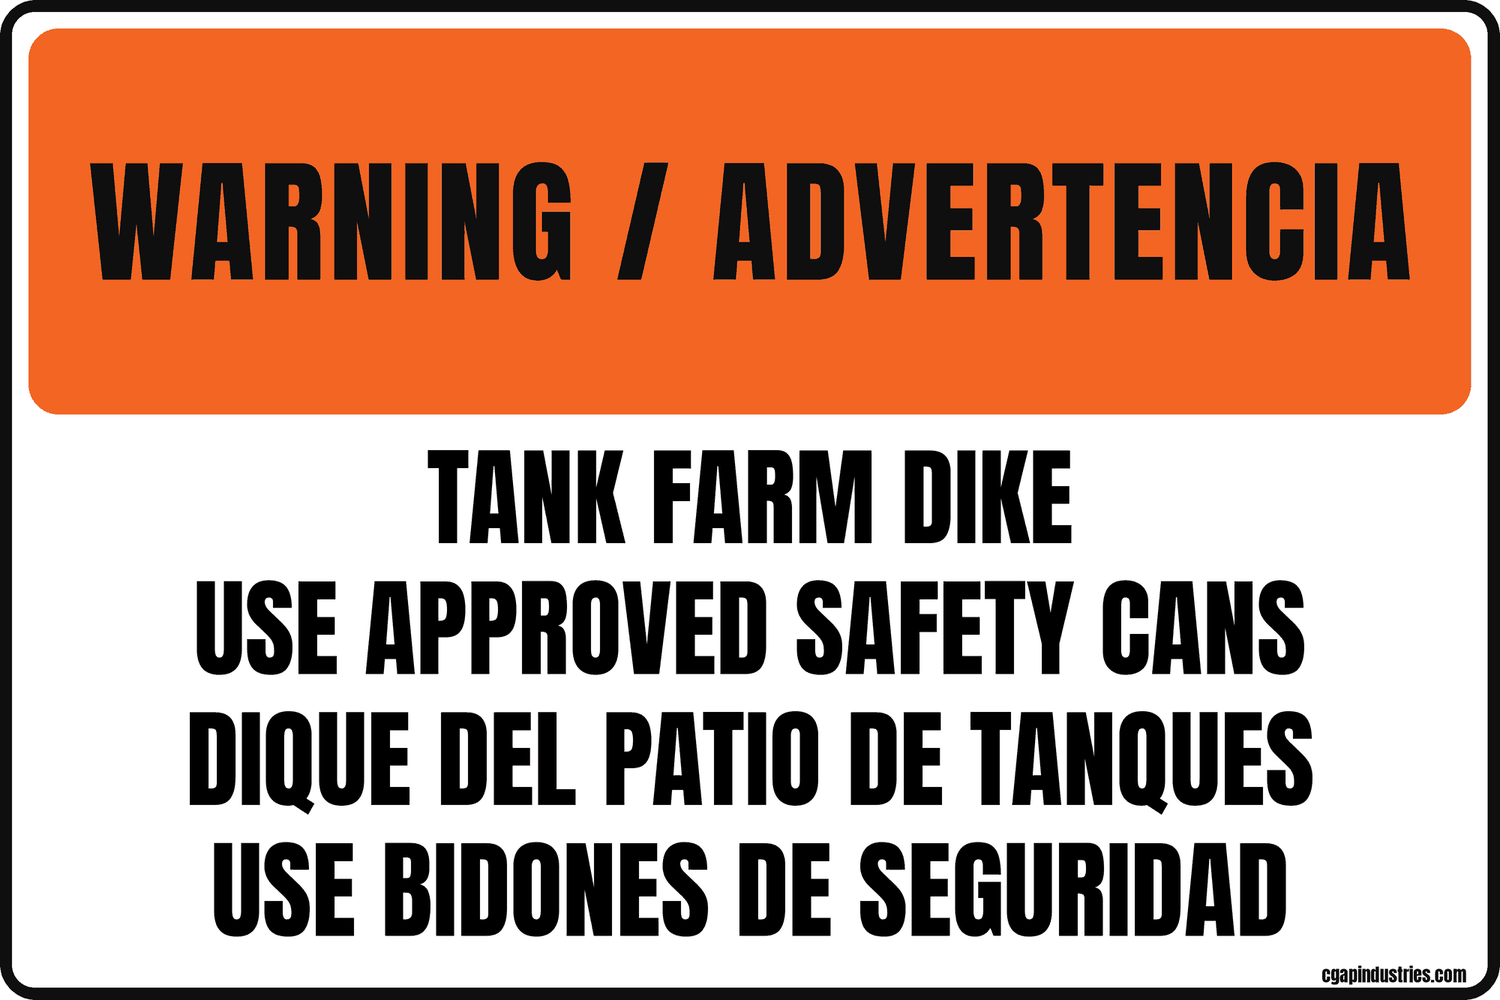 WARNING / ADVERTENCIA
TANK FARM DIKE
USE APPROVED SAFETY CANS
DIQUE DEL PATIO DE TANQUES
USE BIDONES DE SEGURIDAD
cgapindustries.com